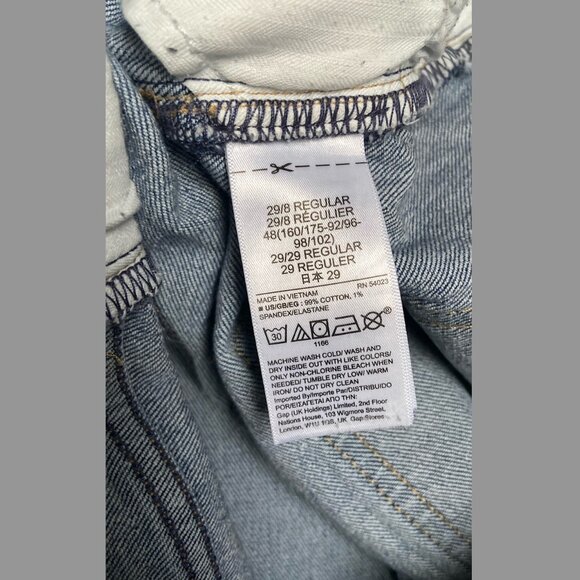 29/8 REGULAR
29/8 RÉGULIER
48(160/175-92/96-
98/102)
29/29 REGULAR
29 REGULER
日本 29
MADE IN VIETNAM RN 54023
■ US/GB/EG : 99% COTTON, 1%
SPANDEX/ELASTANE
30
1166
MACHINE WASH COLD/ WASH AND
DRY INSIDE OUT WITH LIKE COLORS/
ONLY NON-CHLORINE BLEACH WHEN
NEEDED/ TUMBLE DRY LOW/ WARM
IRON/ DO NOT DRY CLEAN
Imported By/Importe Par/DISTRIBUIDO
POR/ΕΙΣΑΓΕΤΑΙ ΑΠΟ ΤΗΝ:
Gap (UK Holdings) Limited, 2nd Floor
Nations House, 103 Wigmore Street,
London, W1U 1QS, UK Gap Stores